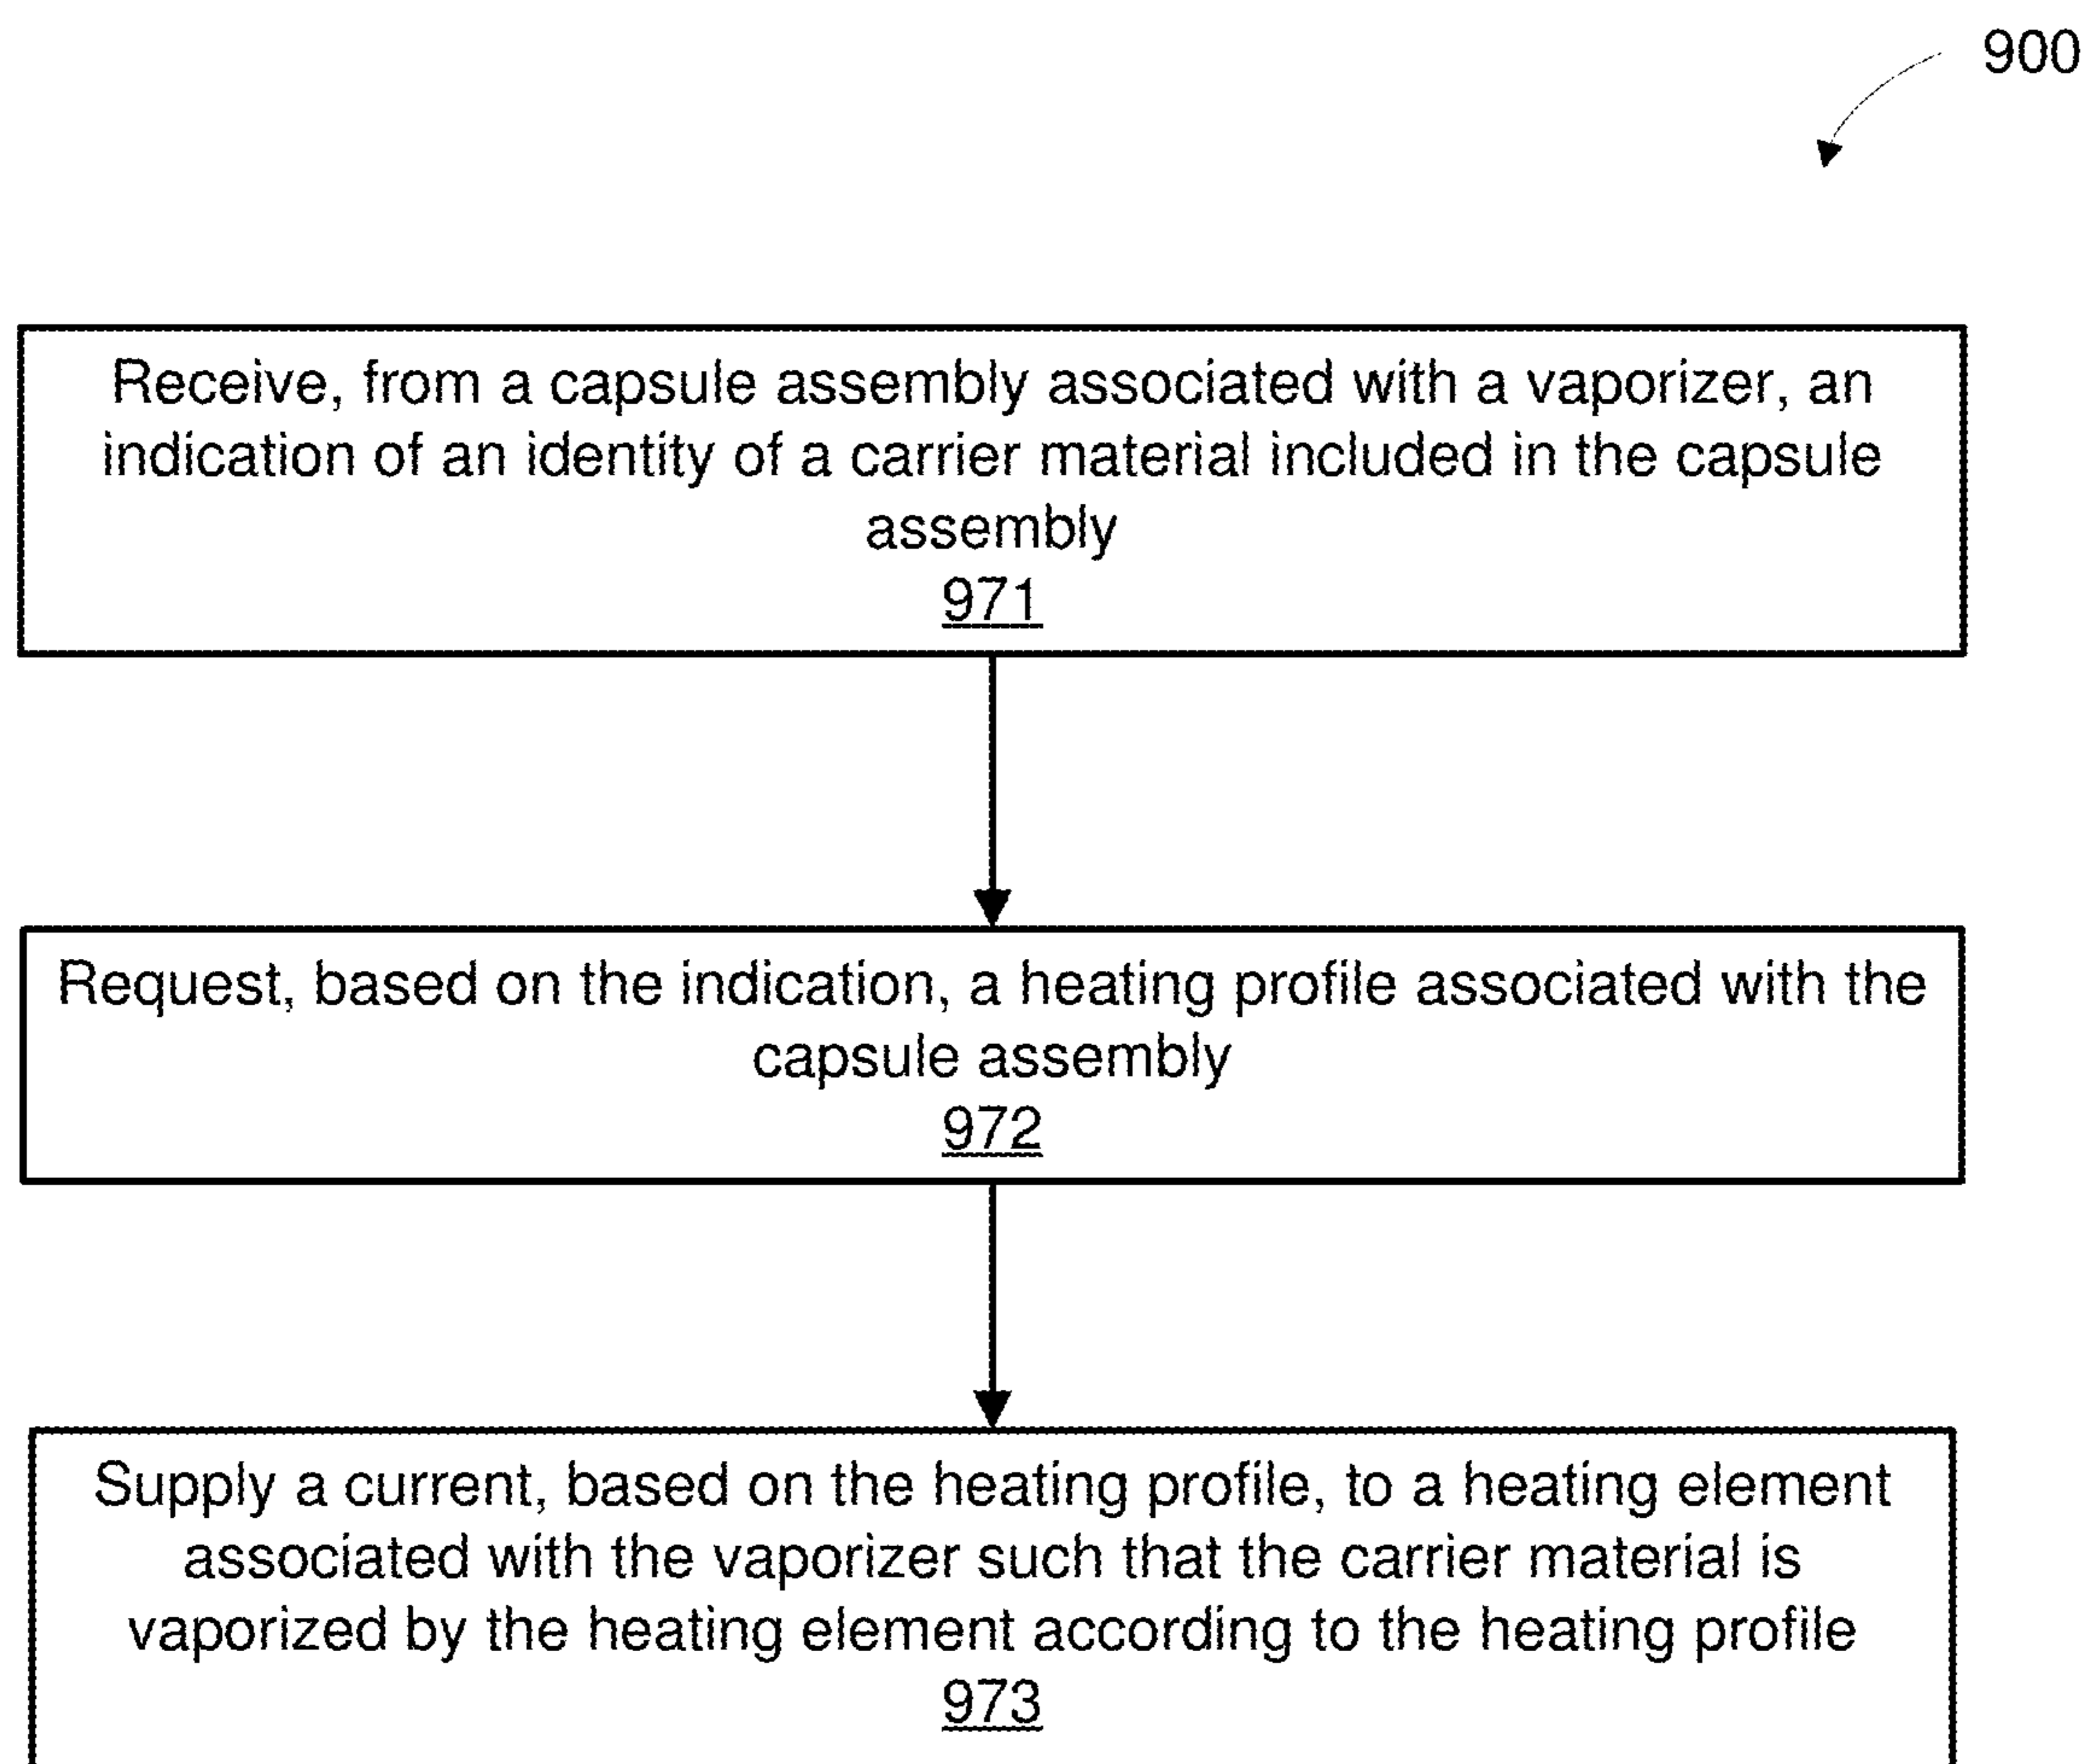 900
Receive, from a capsule assembly associated with a vaporizer, an
indication of an identity of a carrier material included in the capsule
assembly
971
Request, based on the indication, a heating profile associated with the
capsule assembly
972
Supply a current, based on the heating profile, to a heating element
associated with the vaporizer such that the carrier material is
vaporized by the heating element according to the heating profile
973